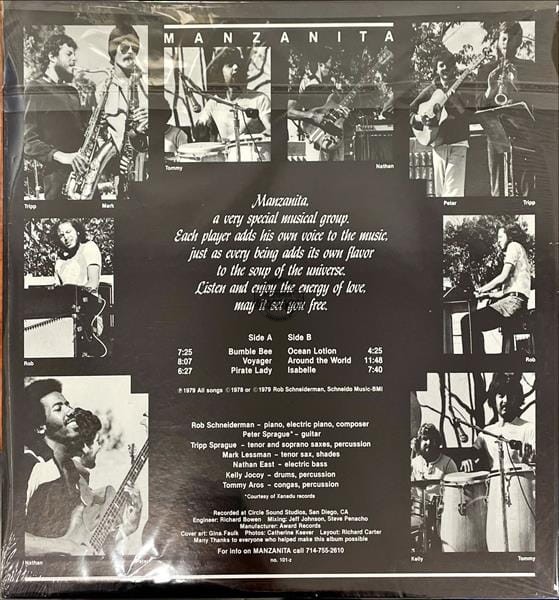 MANZANITA
Tripp Mark
Tommy
Nathan
Peter Tripp
Manzanita,
a very special musical group.
Each player adds his own voice to the music,
just as every being adds its own flavor
to the soup of the universe.
Listen and enjoy the energy of love,
may it set you free.
Rob
Rob
Side A Side B
7:25 Bumble Bee Ocean Lotion 4:25
8:07 Voyager Around the World 11:48
6:27 Pirate Lady Isabelle 7:40
℗ 1979 All songs © 1978 or © 1979 Rob Schneiderman, Schneido Music-BMI
Rob Schneiderman – piano, electric piano, composer
Peter Sprague* – guitar
Tripp Sprague – tenor and soprano saxes, percussion
Mark Lessman – tenor sax, shades
Nathan East – electric bass
Kelly Jocoy – drums, percussion
Tommy Aros – congas, percussion
*Courtesy of Xanadu records
Recorded at Circle Sound Studios, San Diego, CA
Engineer: Richard Bowen Mixing: Jeff Johnson, Steve Penacho
Manufacturer: Award Records
Cover art: Gina Faulk Photos: Catherine Keever Layout: Richard Carter
Many Thanks to everyone who helped make this album possible
For info on MANZANITA call 714-755-2610
no. 101-z
Nathan
Kelly Tommy